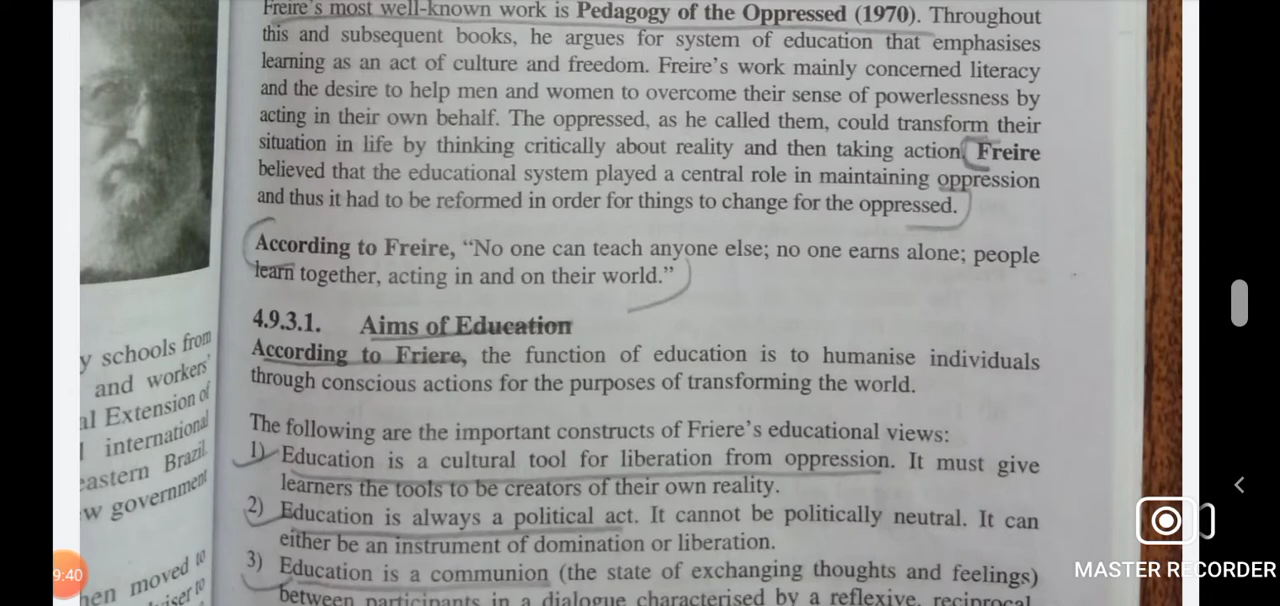 Freire's most well-known work is Pedagogy of the Oppressed (1970). Throughout
this and subsequent books, he argues for system of education that emphasises
learning as an act of culture and freedom. Freire's work mainly concerned literacy
and the desire to help men and women to overcome their sense of powerlessness by
acting in their own behalf. The oppressed, as he called them, could transform their
situation in life by thinking critically about reality and then taking action. Freire
believed that the educational system played a central role in maintaining oppression
and thus it had to be reformed in order for things to change for the oppressed.
According to Freire, “No one can teach anyone else; no one earns alone; people
learn together, acting in and on their world.”
4.9.3.1. Aims of Education
According to Friere, the function of education is to humanise individuals
through conscious actions for the purposes of transforming the world.
The following are the important constructs of Friere's educational views:
1) Education is a cultural tool for liberation from oppression. It must give
learners the tools to be creators of their own reality.
2) Education is always a political act. It cannot be politically neutral. It can
either be an instrument of domination or liberation.
3) Education is a communion (the state of exchanging thoughts and feelings)
between participants in a dialogue characterised by a reflexive, reciprocal
y schools from
and workers'
al Extension of
international
eastern Brazil.
w government
hen moved to
iser to
9:40
MASTER RECORDER